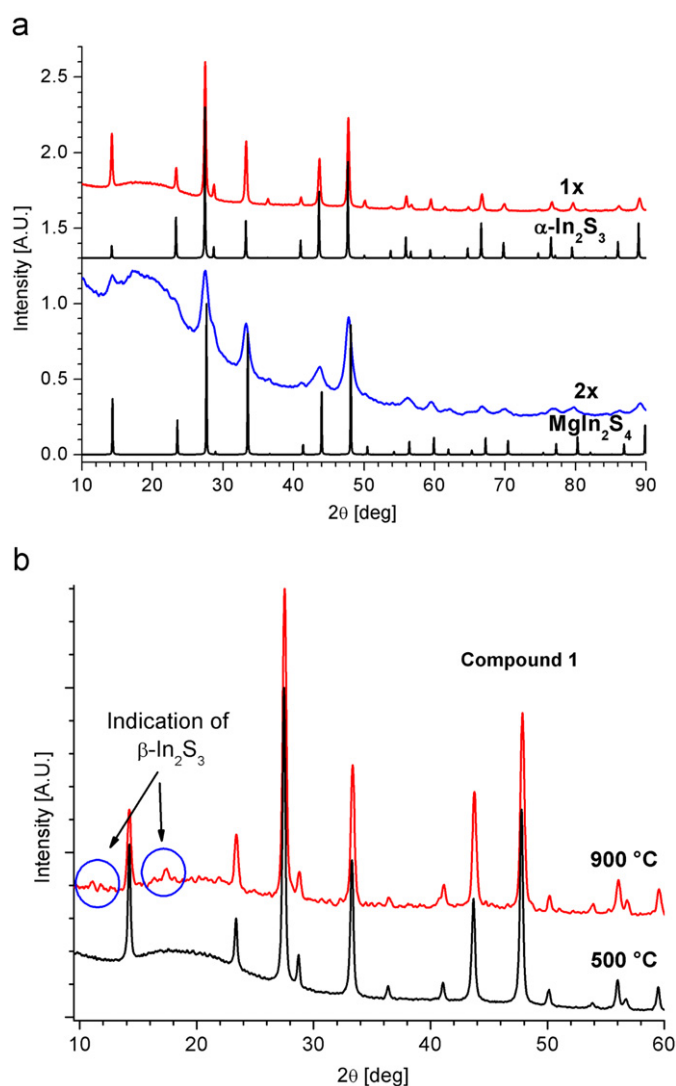 a
2.5
2.0
1.5
1.0
0.5
0.0
Intensity [A.U.]
1x
α-In₂S₃
2x
MgIn₂S₄
10 20 30 40 50 60 70 80 90
2θ [deg]
b
Compound 1
Indication of
β-In₂S₃
Intensity [A.U.]
900 °C
500 °C
10 20 30 40 50 60
2θ [deg]